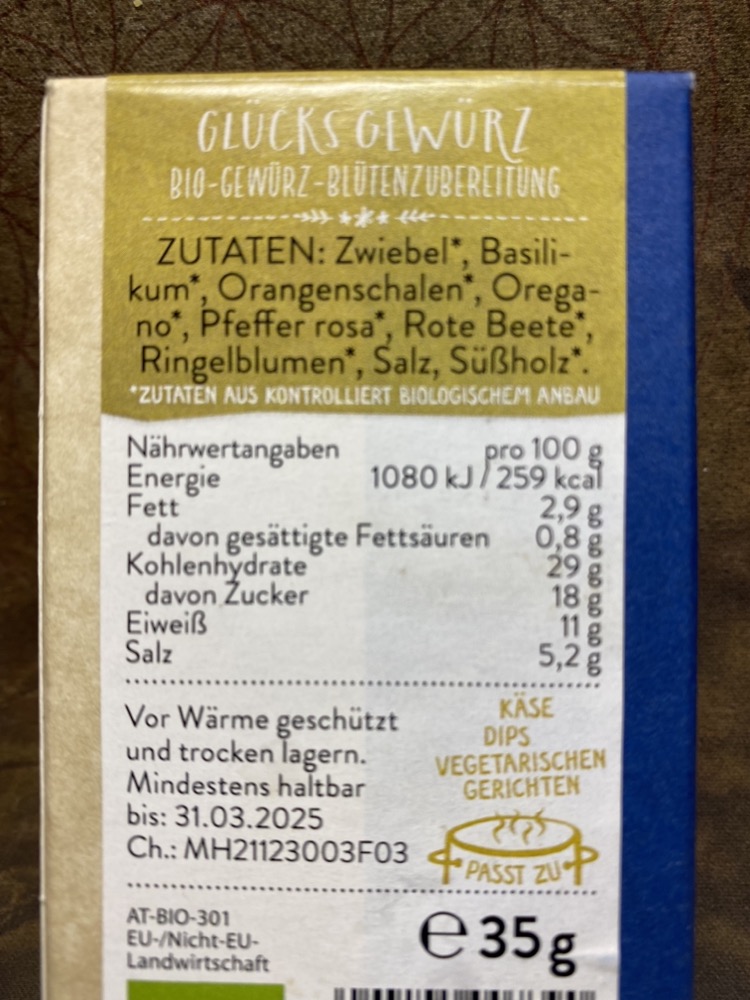 GLÜCKS GEWÜRZ
BIO-GEWÜRZ-BLÜTENZUBEREITUNG
ZUTATEN: Zwiebel*, Basili-
kum*, Orangenschalen*, Orega-
no*, Pfeffer rosa*, Rote Beete*,
Ringelblumen*, Salz, Süßholz*.
*ZUTATEN AUS KONTROLLIERT BIOLOGISCHEM ANBAU
Nährwertangaben pro 100 g
Energie 1080 kJ / 259 kcal
Fett 2,9 g
davon gesättigte Fettsäuren 0,8 g
Kohlenhydrate 29 g
davon Zucker 18 g
Eiweiß 11 g
Salz 5,2 g
Vor Wärme geschützt
und trocken lagern.
Mindestens haltbar
bis: 31.03.2025
Ch.: MH21123003F03
KÄSE
DIPS
VEGETARISCHEN
GERICHTEN
PASST ZU
AT-BIO-301
EU-/Nicht-EU-
Landwirtschaft
e 35 g